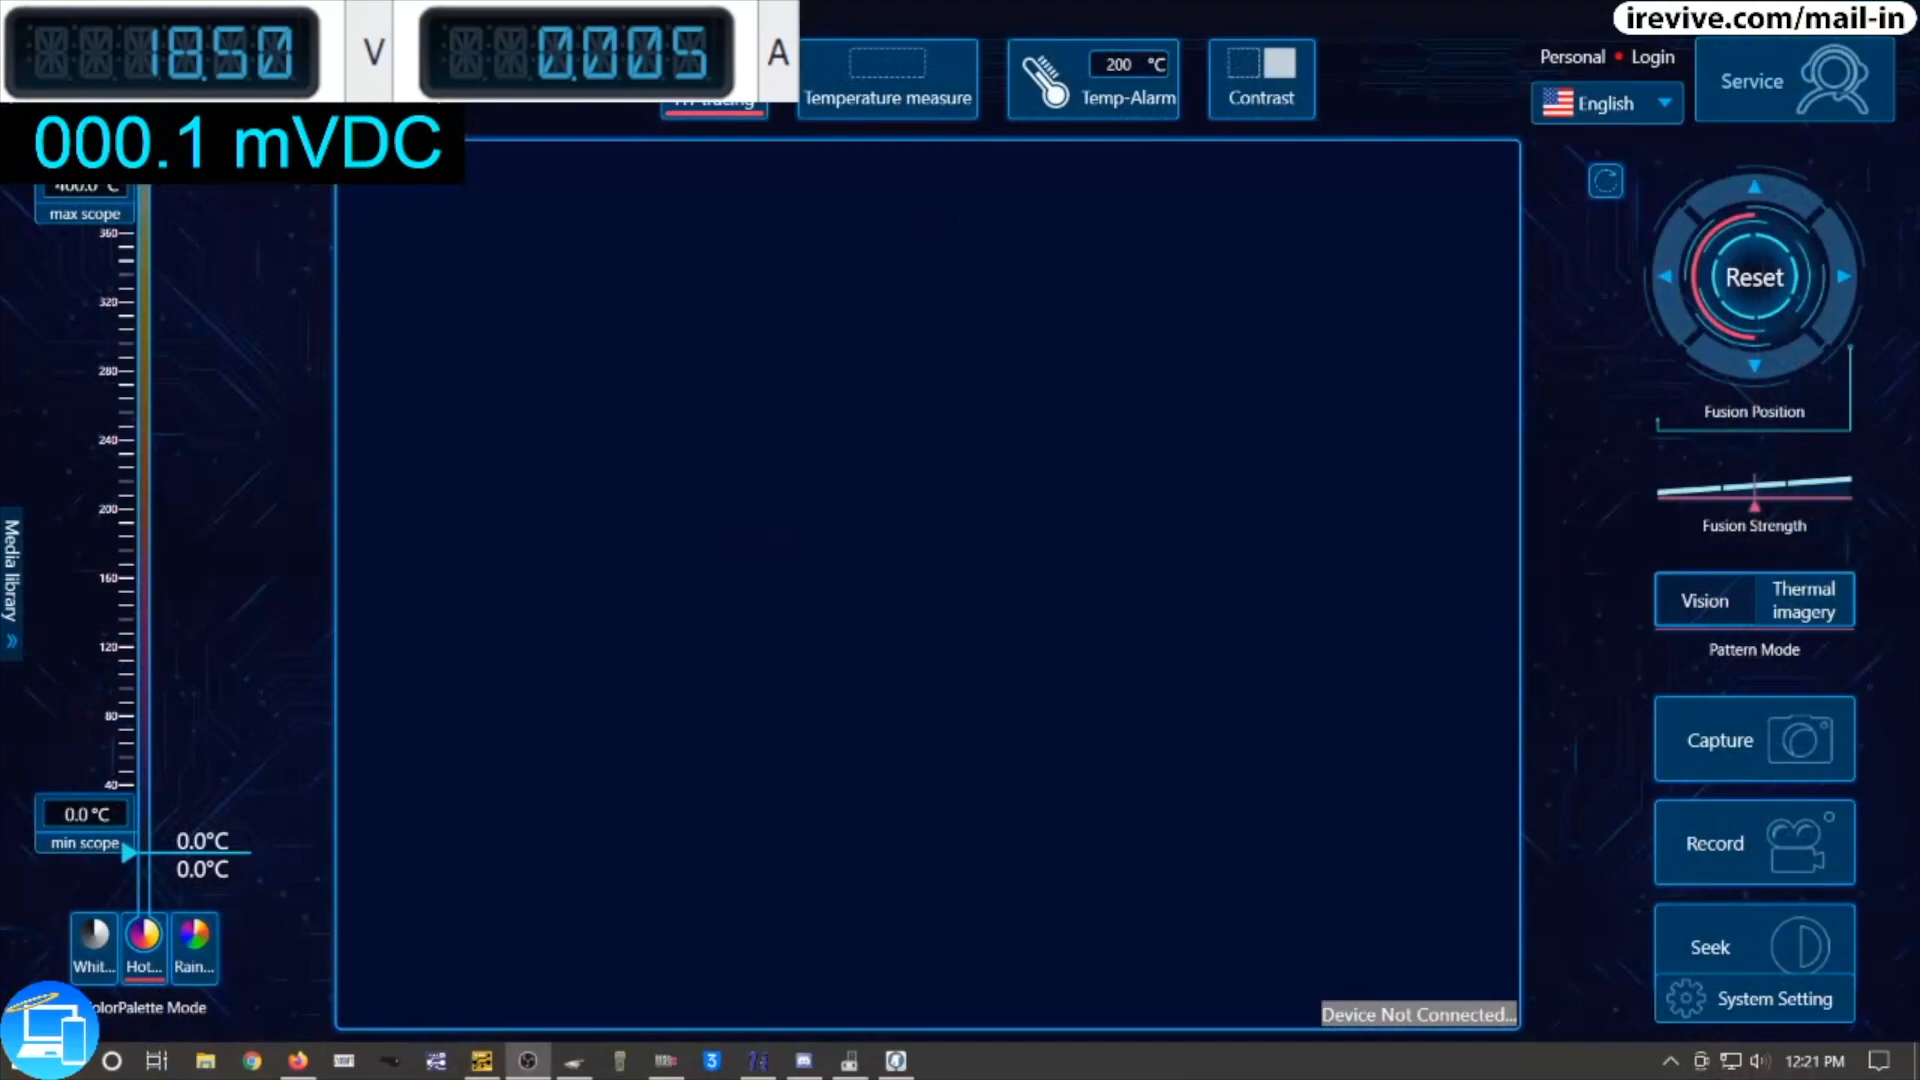 18.50
V
0.005
A
irevive.com/mail-in
000.1 mVDC
Temperature measure
200 °C
Temp-Alarm
Contrast
Personal
Login
English
Service
400.0 °C
max scope
360
320
280
240
200
160
120
80
40
0.0 °C
min scope
0.0°C
0.0°C
Media library
Whit...
Hot...
Rain...
olorPalette Mode
Device Not Connected...
Reset
Fusion Position
Fusion Strength
Vision
Thermal
imagery
Pattern Mode
Capture
Record
Seek
System Setting
12:21 PM